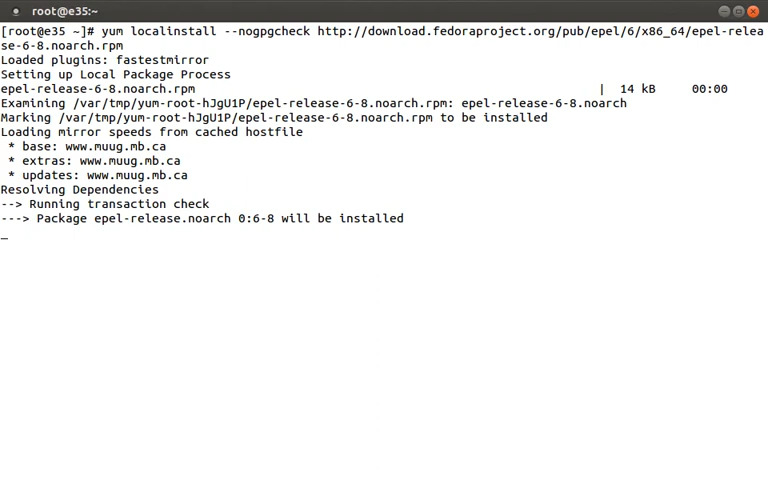 root@e35:~
[root@e35 ~]# yum localinstall --nogpgcheck http://download.fedoraproject.org/pub/epel/6/x86_64/epel-relea
se-6-8.noarch.rpm
Loaded plugins: fastestmirror
Setting up Local Package Process
epel-release-6-8.noarch.rpm | 14 kB 00:00
Examining /var/tmp/yum-root-hJgU1P/epel-release-6-8.noarch.rpm: epel-release-6-8.noarch
Marking /var/tmp/yum-root-hJgU1P/epel-release-6-8.noarch.rpm to be installed
Loading mirror speeds from cached hostfile
* base: www.muug.mb.ca
* extras: www.muug.mb.ca
* updates: www.muug.mb.ca
Resolving Dependencies
--> Running transaction check
---> Package epel-release.noarch 0:6-8 will be installed
_